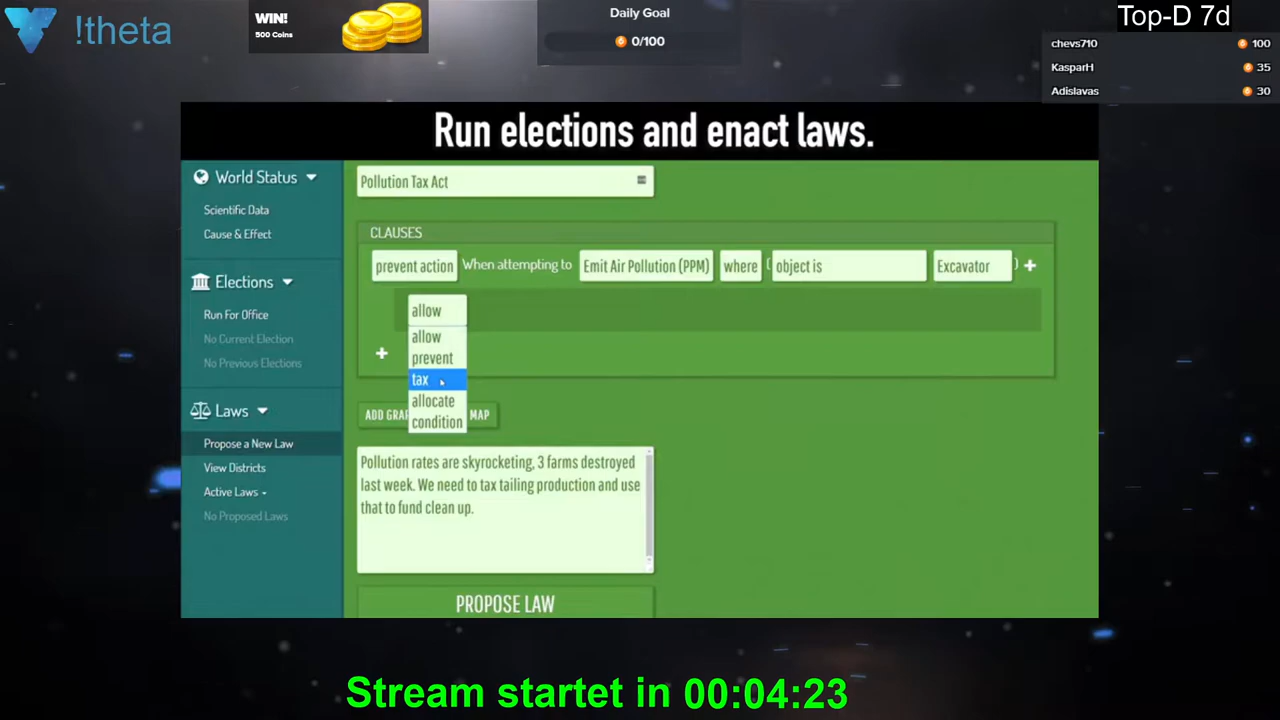 !theta
WIN!
500 Coins
Daily Goal
0/100
Top-D 7d
chevs710 100
KasparH 35
Adislavas 30
Run elections and enact laws.
World Status
Scientific Data
Cause & Effect
Elections
Run For Office
No Current Election
No Previous Elections
Laws
Propose a New Law
View Districts
Active Laws
No Proposed Laws
Pollution Tax Act
CLAUSES
prevent action When attempting to Emit Air Pollution (PPM) where ( object is Excavator )
allow
allow
prevent
tax
allocate
condition
ADD GRA MAP
Pollution rates are skyrocketing, 3 farms destroyed
last week. We need to tax tailing production and use
that to fund clean up.
PROPOSE LAW
Stream startet in 00:04:23